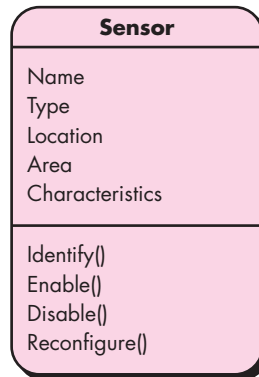 Sensor
Name
Type
Location
Area
Characteristics
Identify()
Enable()
Disable()
Reconfigure()